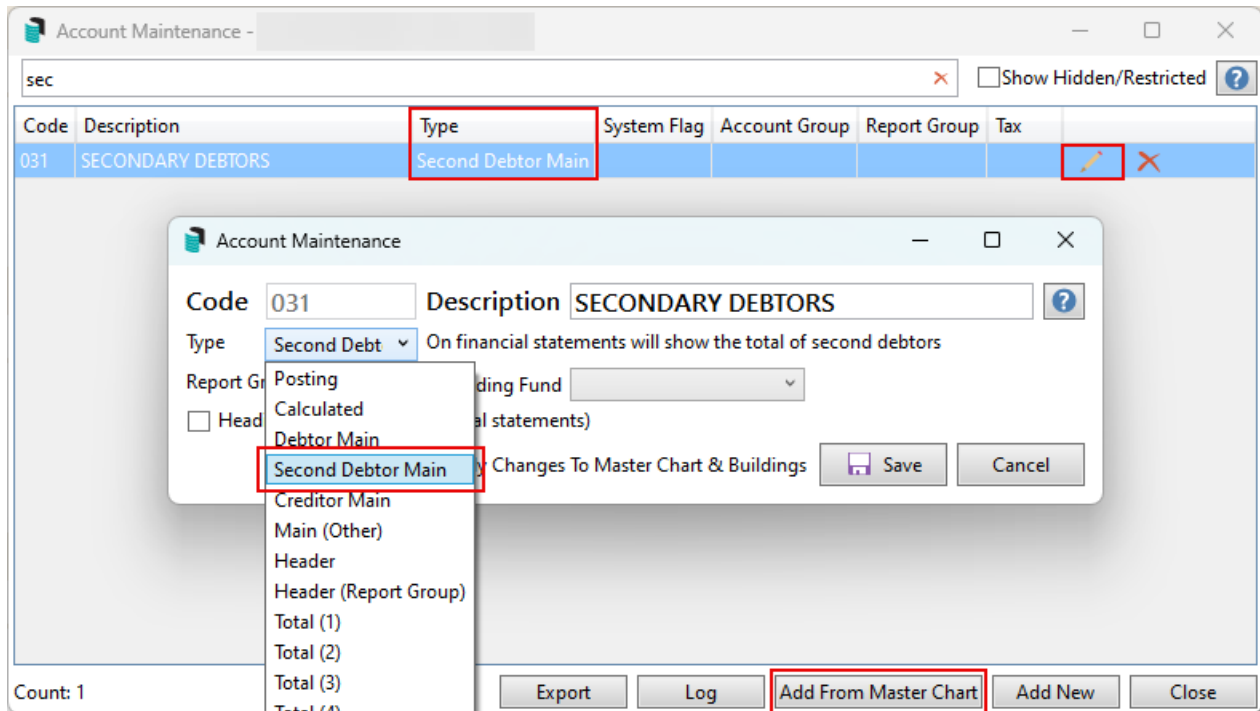 Account Maintenance -
sec
Show Hidden/Restricted
Code Description Type System Flag Account Group Report Group Tax
031 SECONDARY DEBTORS Second Debtor Main
Account Maintenance
Code 031 Description SECONDARY DEBTORS
Type Second Debt On financial statements will show the total of second debtors
Report Gr ding Fund
Head al statements)
y Changes To Master Chart & Buildings Save Cancel
Posting
Calculated
Debtor Main
Second Debtor Main
Creditor Main
Main (Other)
Header
Header (Report Group)
Total (1)
Total (2)
Total (3)
Total (4)
Count: 1 Export Log Add From Master Chart Add New Close